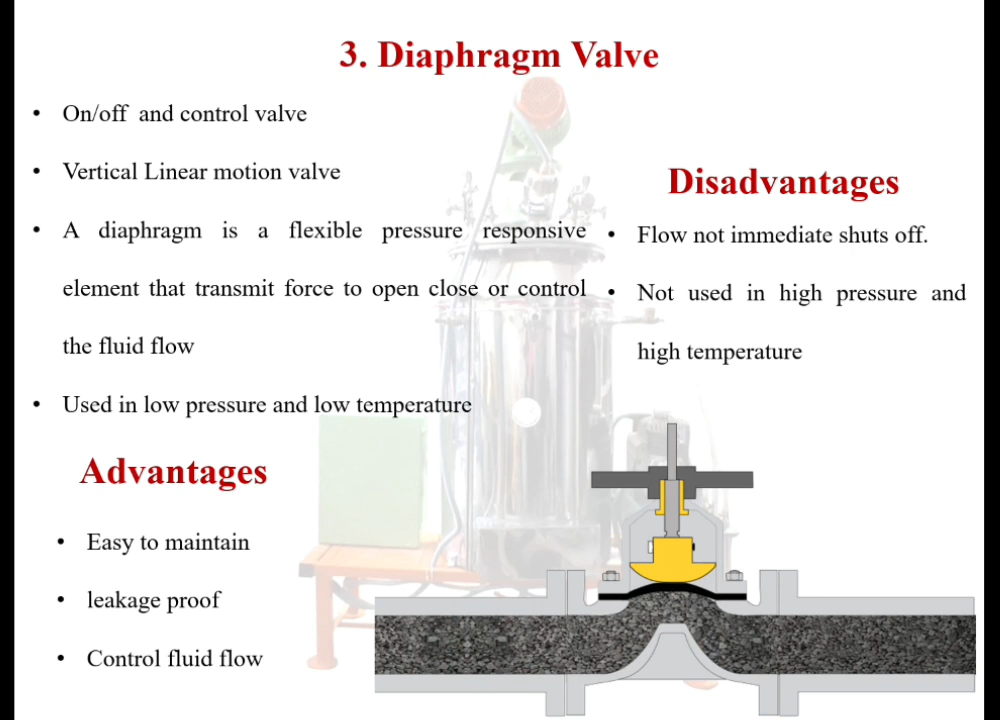 3. Diaphragm Valve
• On/off and control valve
• Vertical Linear motion valve
• A diaphragm is a flexible pressure responsive
element that transmit force to open close or control
the fluid flow
• Used in low pressure and low temperature
Advantages
• Easy to maintain
• leakage proof
• Control fluid flow
Disadvantages
• Flow not immediate shuts off.
• Not used in high pressure and
high temperature